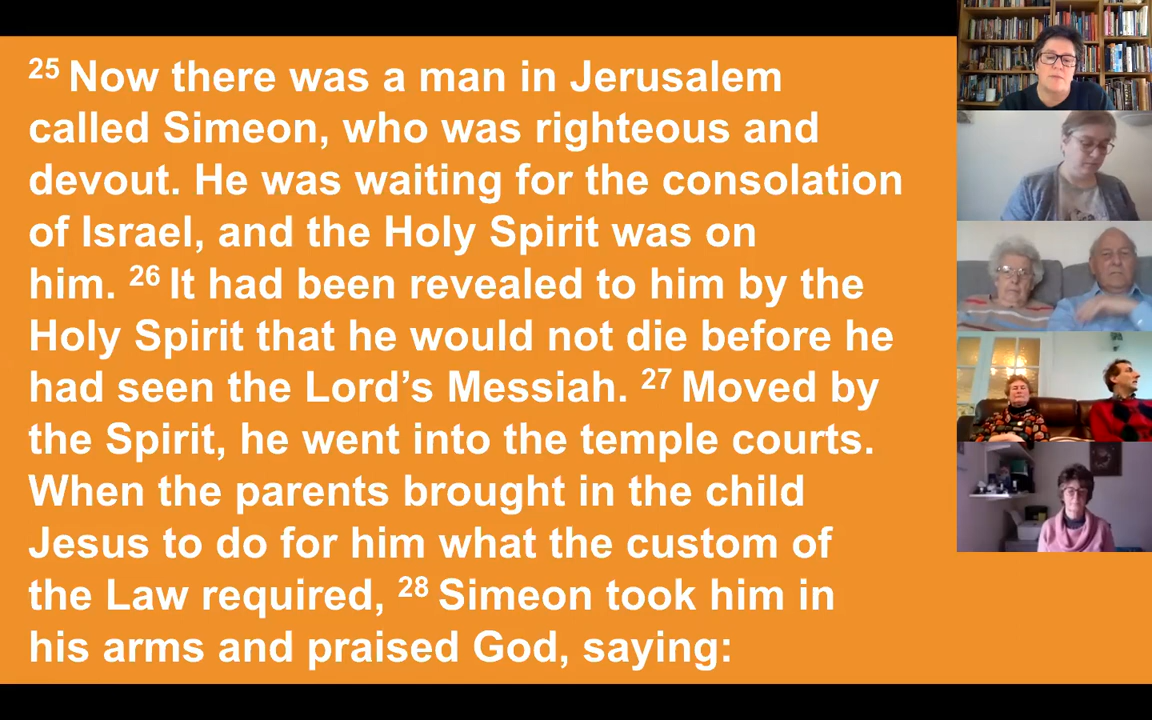 25 Now there was a man in Jerusalem
called Simeon, who was righteous and
devout. He was waiting for the consolation
of Israel, and the Holy Spirit was on
him. 26 It had been revealed to him by the
Holy Spirit that he would not die before he
had seen the Lord’s Messiah. 27 Moved by
the Spirit, he went into the temple courts.
When the parents brought in the child
Jesus to do for him what the custom of
the Law required, 28 Simeon took him in
his arms and praised God, saying: